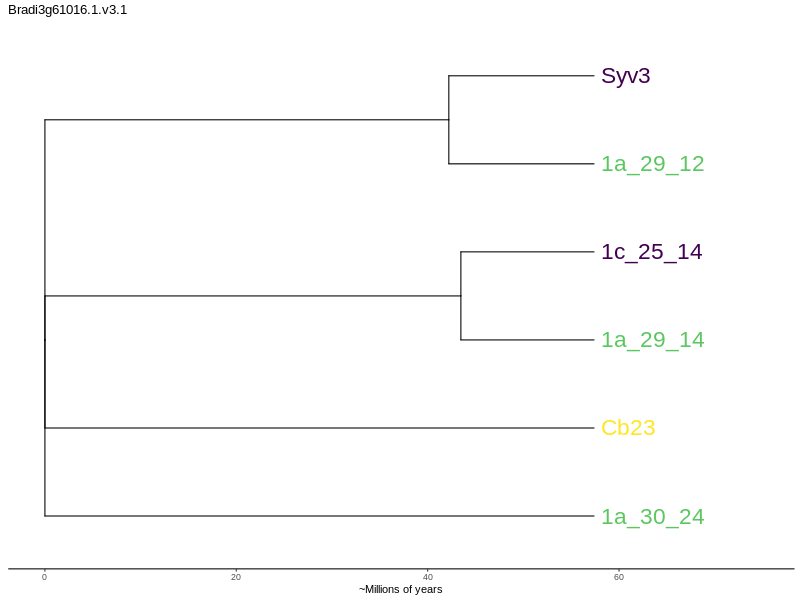 Bradi3g61016.1.v3.1
Syv3
1a_29_12
1c_25_14
1a_29_14
Cb23
1a_30_24
0 20 40 60
~Millions of years